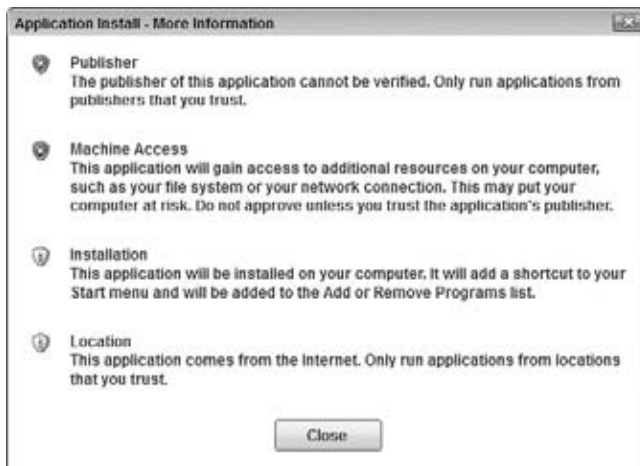 Application Install - More Information
Publisher
The publisher of this application cannot be verified. Only run applications from
publishers that you trust.
Machine Access
This application will gain access to additional resources on your computer,
such as your file system or your network connection. This may put your
computer at risk. Do not approve unless you trust the application's publisher.
Installation
This application will be installed on your computer. It will add a shortcut to your
Start menu and will be added to the Add or Remove Programs list.
Location
This application comes from the Internet. Only run applications from locations
that you trust.
Close